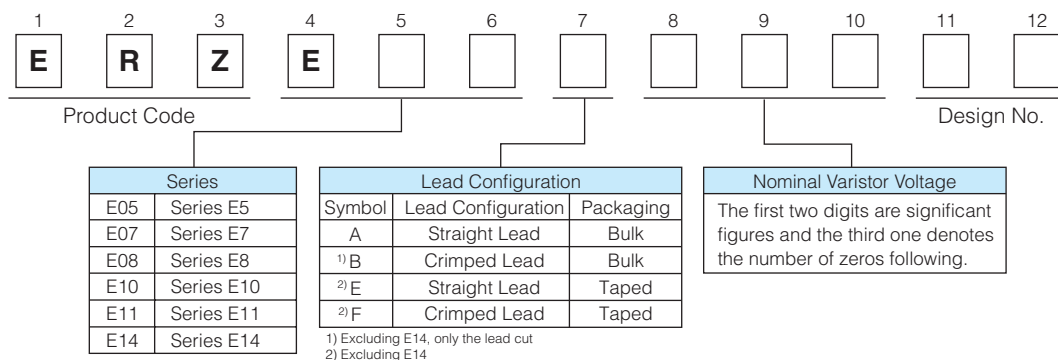 1 2 3 4 5 6 7 8 9 10 11 12
E R Z E
Product Code
Design No.
Series
E05 Series E5
E07 Series E7
E08 Series E8
E10 Series E10
E11 Series E11
E14 Series E14
Lead Configuration
Symbol Lead Configuration Packaging
A Straight Lead Bulk
1) B Crimped Lead Bulk
2) E Straight Lead Taped
2) F Crimped Lead Taped
1) Excluding E14, only the lead cut
2) Excluding E14
Nominal Varistor Voltage
The first two digits are significant
figures and the third one denotes
the number of zeros following.